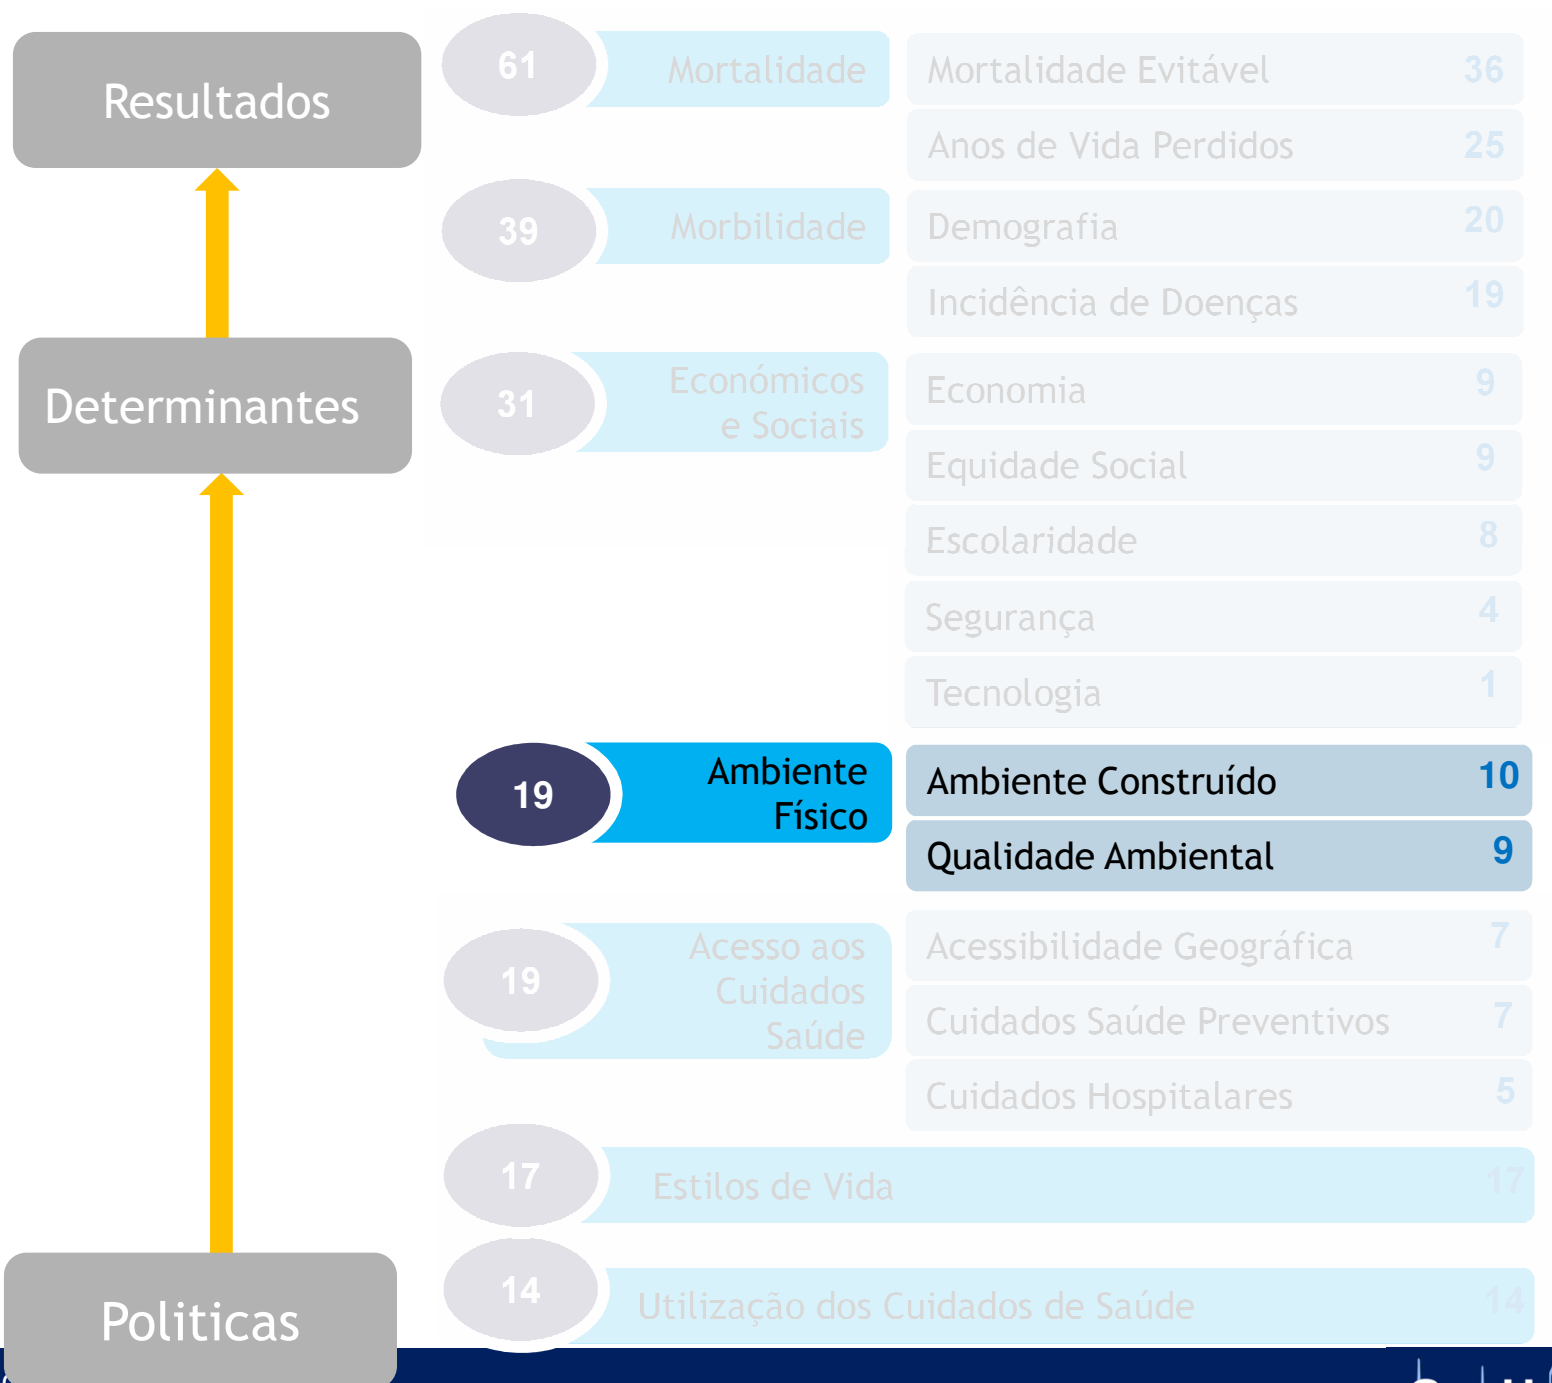 Resultados
61
Mortalidade
Mortalidade Evitável 36
Anos de Vida Perdidos 25
39
Morbilidade
Demografia 20
Incidência de Doenças 19
Determinantes
31
Económicos
e Sociais
Economia 9
Equidade Social 9
Escolaridade 8
Segurança 4
Tecnologia 1
19
Ambiente
Físico
Ambiente Construído 10
Qualidade Ambiental 9
19
Acesso aos
Cuidados
Saúde
Acessibilidade Geográfica 7
Cuidados Saúde Preventivos 7
Cuidados Hospitalares 5
17
Estilos de Vida 17
14
Utilização dos Cuidados de Saúde 14
Politicas